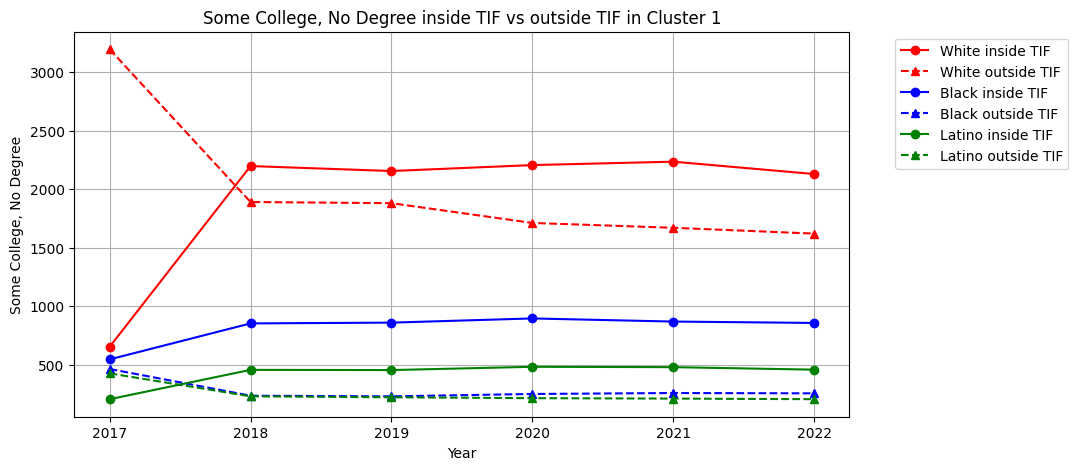 Some College, No Degree inside TIF vs outside TIF in Cluster 1
Some College, No Degree
3000
2500
2000
1500
1000
500
2017 2018 2019 2020 2021 2022
Year
White inside TIF
White outside TIF
Black inside TIF
Black outside TIF
Latino inside TIF
Latino outside TIF